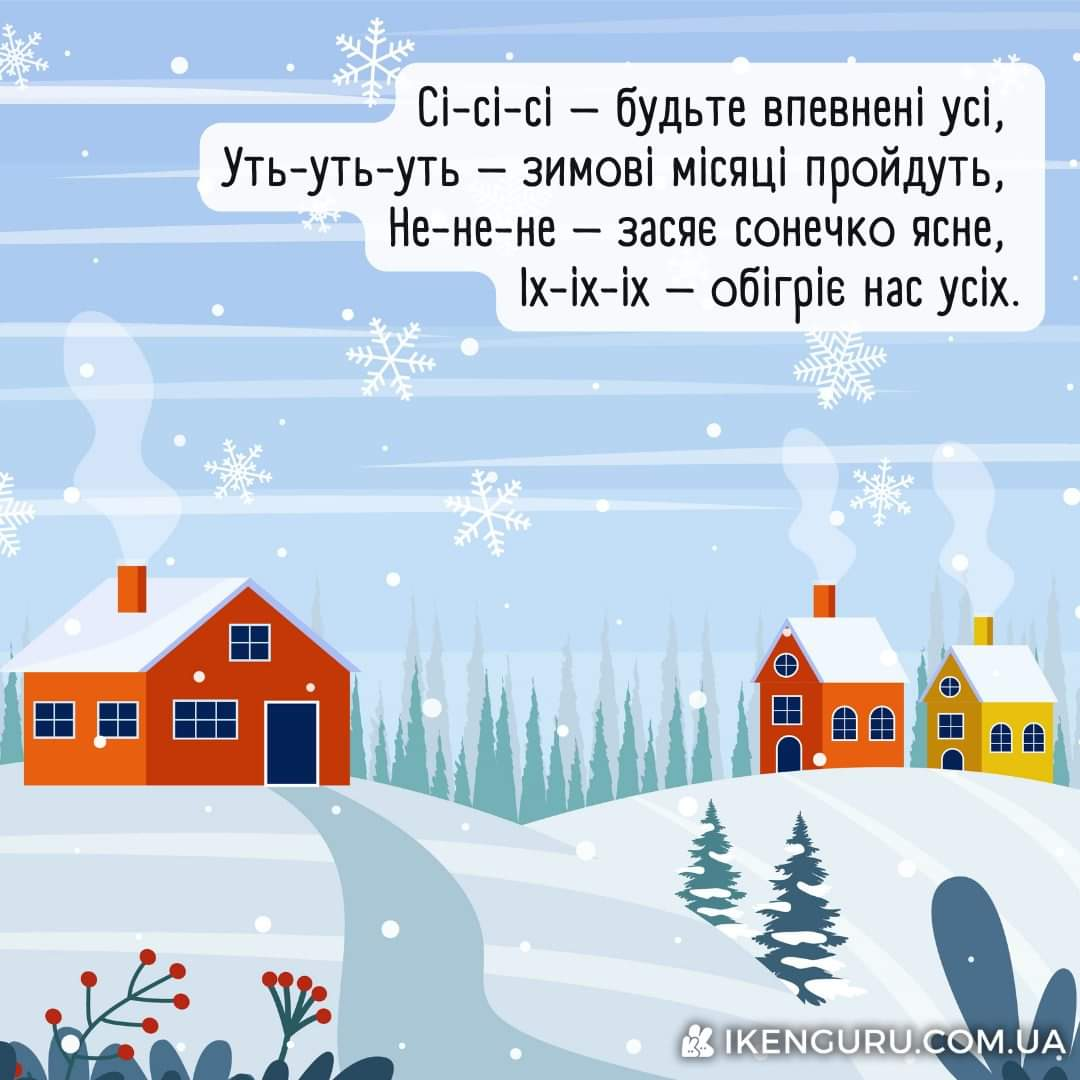 Сі-сі-сі — будьте впевнені усі,
Уть-уть-уть — зимові місяці пройдуть,
Не-не-не — засяє сонечко ясне,
Іх-іх-іх — обігріє нас усіх.
IKENGURU.COM.UA